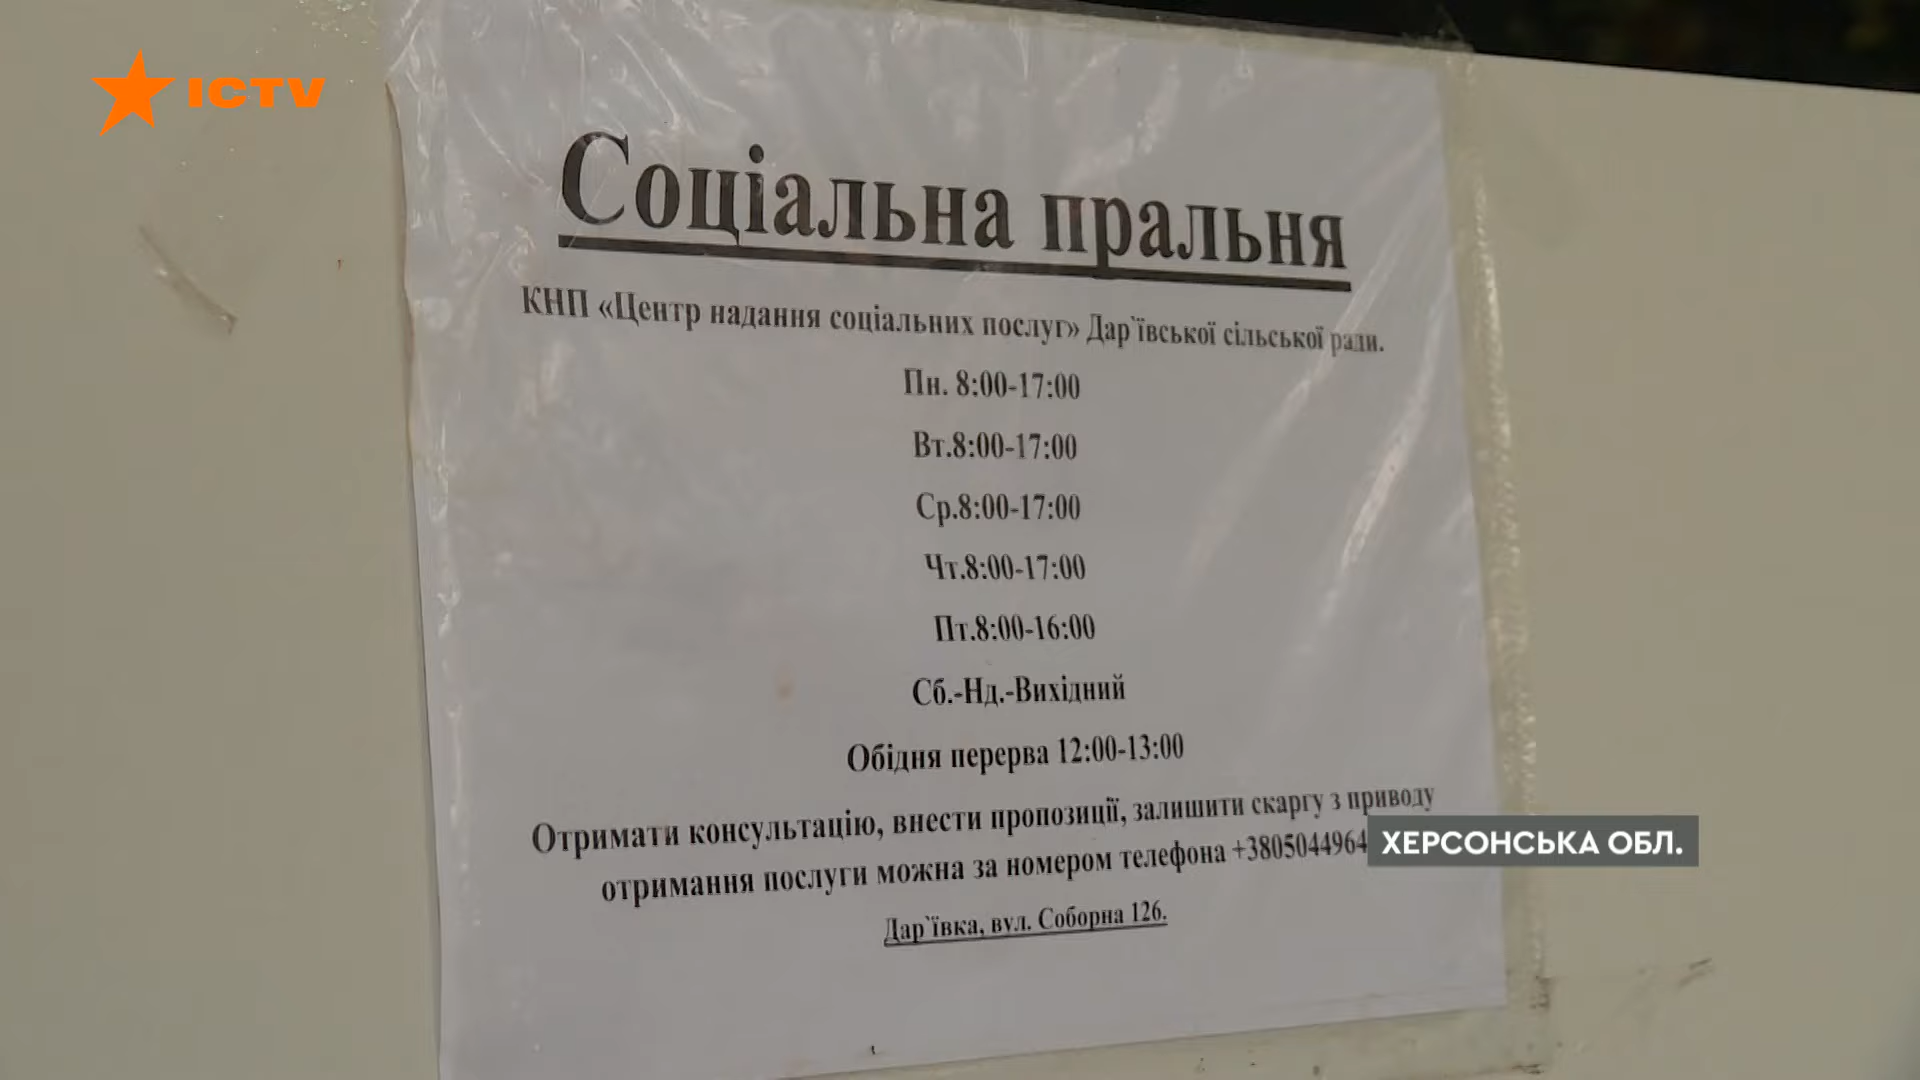 ICTV
Соціальна пральня
КНП «Центр надання соціальних послуг» Дар`ївської сільської ради.
Пн. 8:00-17:00
Вт.8:00-17:00
Ср.8:00-17:00
Чт.8:00-17:00
Пт.8:00-16:00
Сб.-Нд.-Вихідний
Обідня перерва 12:00-13:00
Отримати консультацію, внести пропозиції, залишити скаргу з приводу
отримання послуги можна за номером телефона +3805044964
ХЕРСОНСЬКА ОБЛ.
Дар`ївка, вул. Соборна 126.